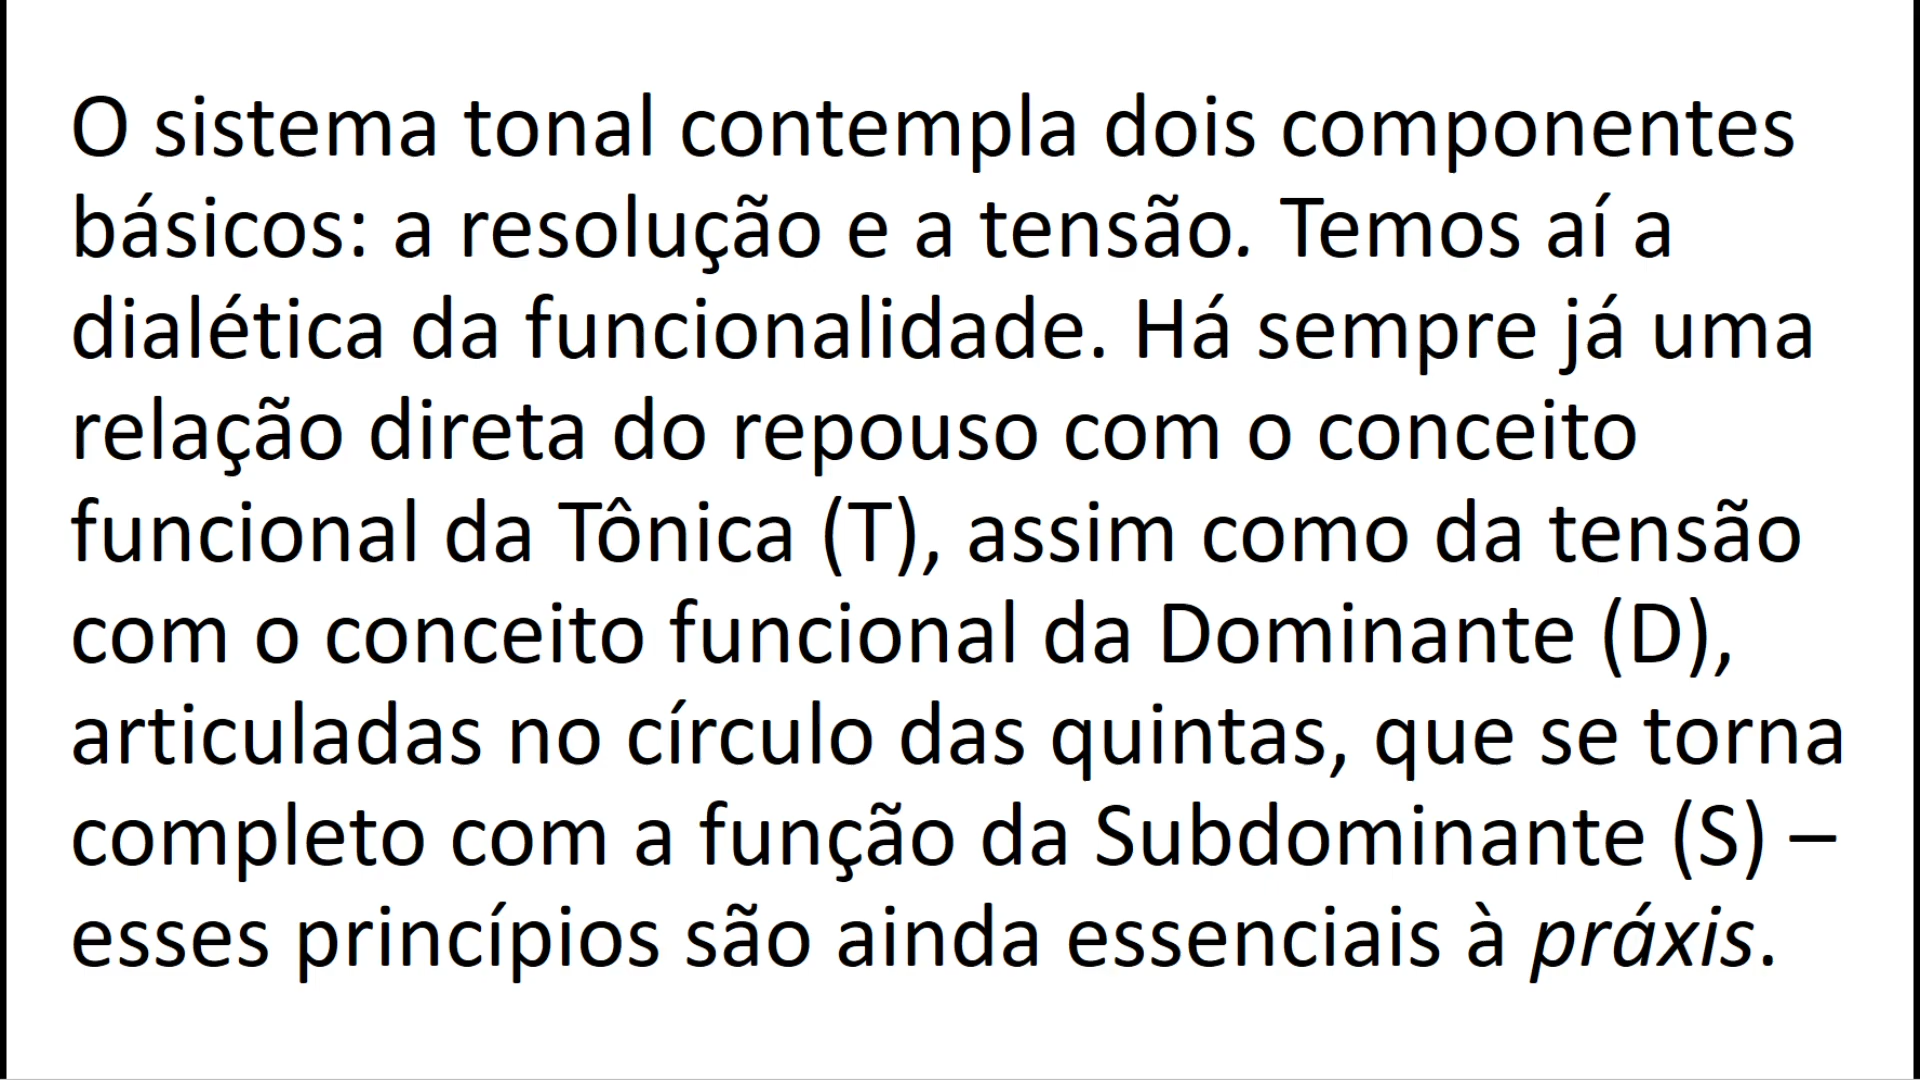 O sistema tonal contempla dois componentes
básicos: a resolução e a tensão. Temos aí a
dialética da funcionalidade. Há sempre já uma
relação direta do repouso com o conceito
funcional da Tônica (T), assim como da tensão
com o conceito funcional da Dominante (D),
articuladas no círculo das quintas, que se torna
completo com a função da Subdominante (S) –
esses princípios são ainda essenciais à práxis.